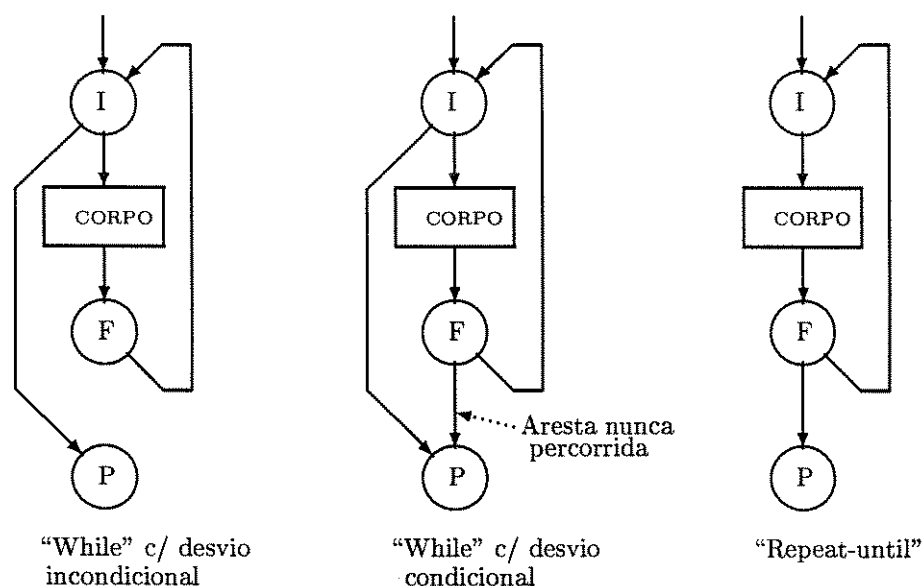 I
CORPO
F
P
“While” c/ desvio
incondicional
I
CORPO
F
Aresta nunca
percorrida
P
“While” c/ desvio
condicional
I
CORPO
F
P
“Repeat-until”